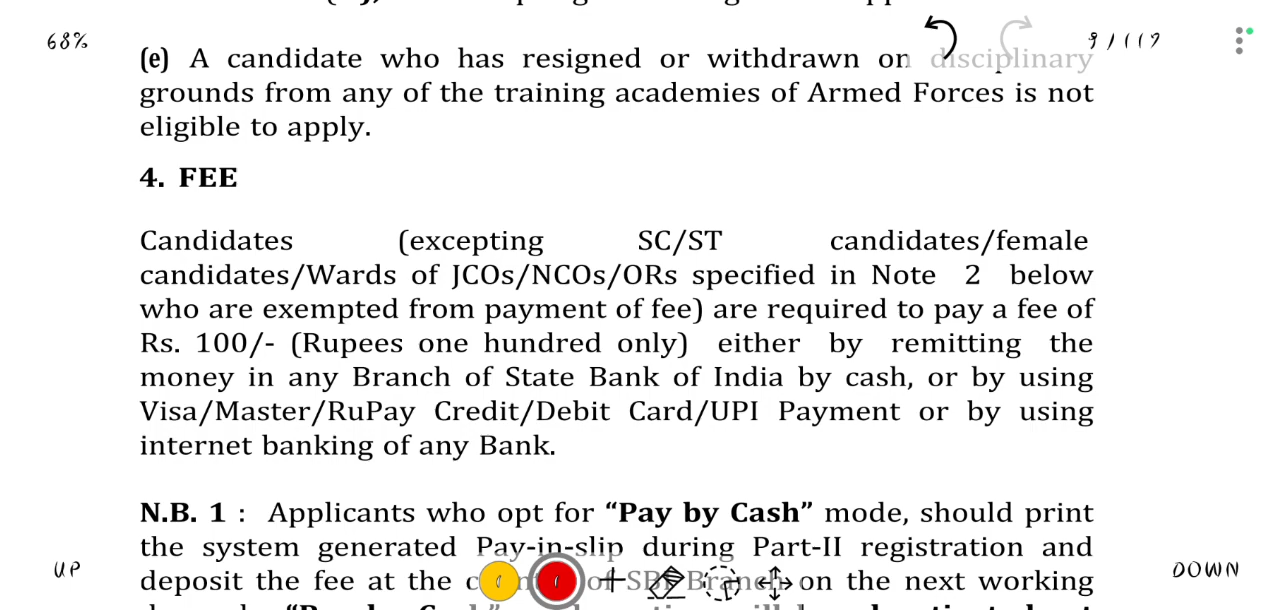 68%
9/119
(e) A candidate who has resigned or withdrawn on disciplinary
grounds from any of the training academies of Armed Forces is not
eligible to apply.
4. FEE
Candidates (excepting SC/ST candidates/female
candidates/Wards of JCOs/NCOs/ORs specified in Note 2 below
who are exempted from payment of fee) are required to pay a fee of
Rs. 100/- (Rupees one hundred only) either by remitting the
money in any Branch of State Bank of India by cash, or by using
Visa/Master/RuPay Credit/Debit Card/UPI Payment or by using
internet banking of any Bank.
N.B. 1 : Applicants who opt for “Pay by Cash” mode, should print
the system generated Pay-in-slip during Part-II registration and
deposit the fee at the of SBI Branch on the next working
UP
DOWN